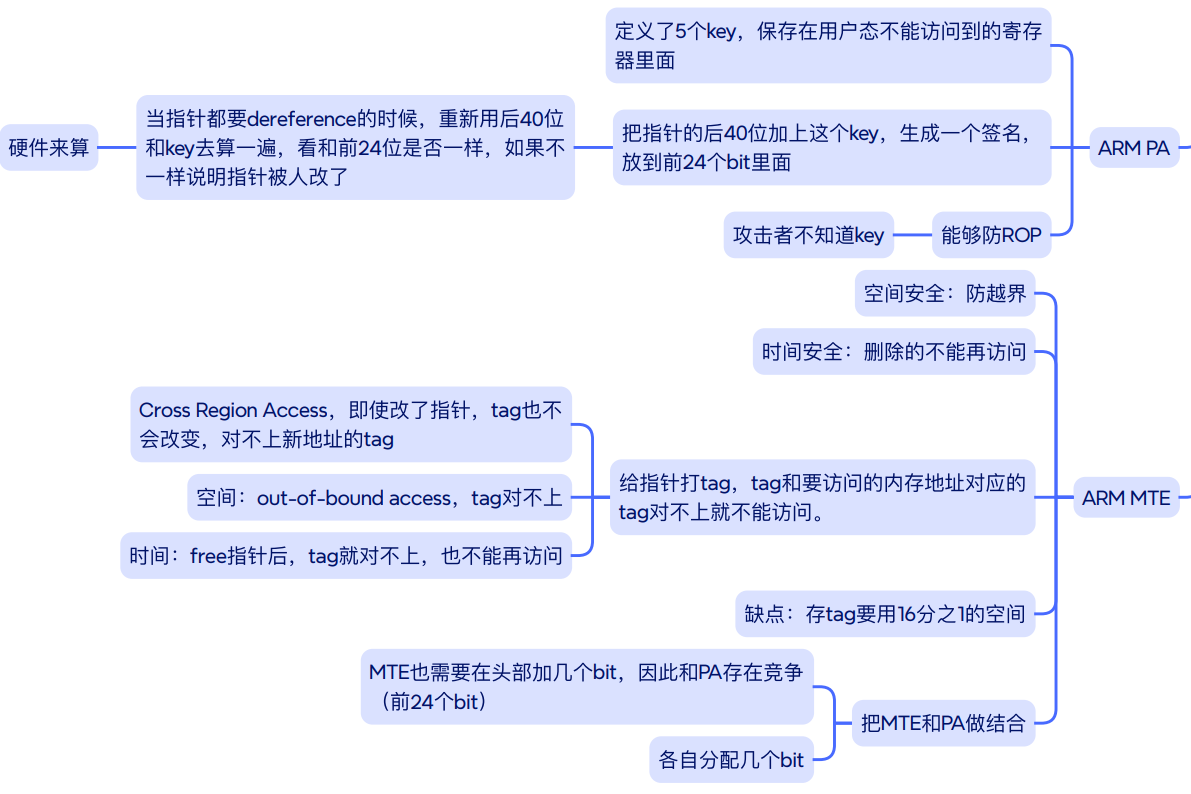 定义了5个key，保存在用户态不能访问到的寄存
器里面
硬件来算
当指针都要dereference的时候，重新用后40位
和key去算一遍，看和前24位是否一样，如果不
一样说明指针被人改了
把指针的后40位加上这个key，生成一个签名，
放到前24个bit里面
ARM PA
攻击者不知道key
能够防ROP
空间安全：防越界
时间安全：删除的不能再访问
Cross Region Access，即使改了指针，tag也不
会改变，对不上新地址的tag
空间：out-of-bound access，tag对不上
时间：free指针后，tag就对不上，也不能再访问
给指针打tag，tag和要访问的内存地址对应的
tag对不上就不能访问。
ARM MTE
缺点：存tag要用16分之1的空间
MTE也需要在头部加几个bit，因此和PA存在竞争
（前24个bit）
各自分配几个bit
把MTE和PA做结合